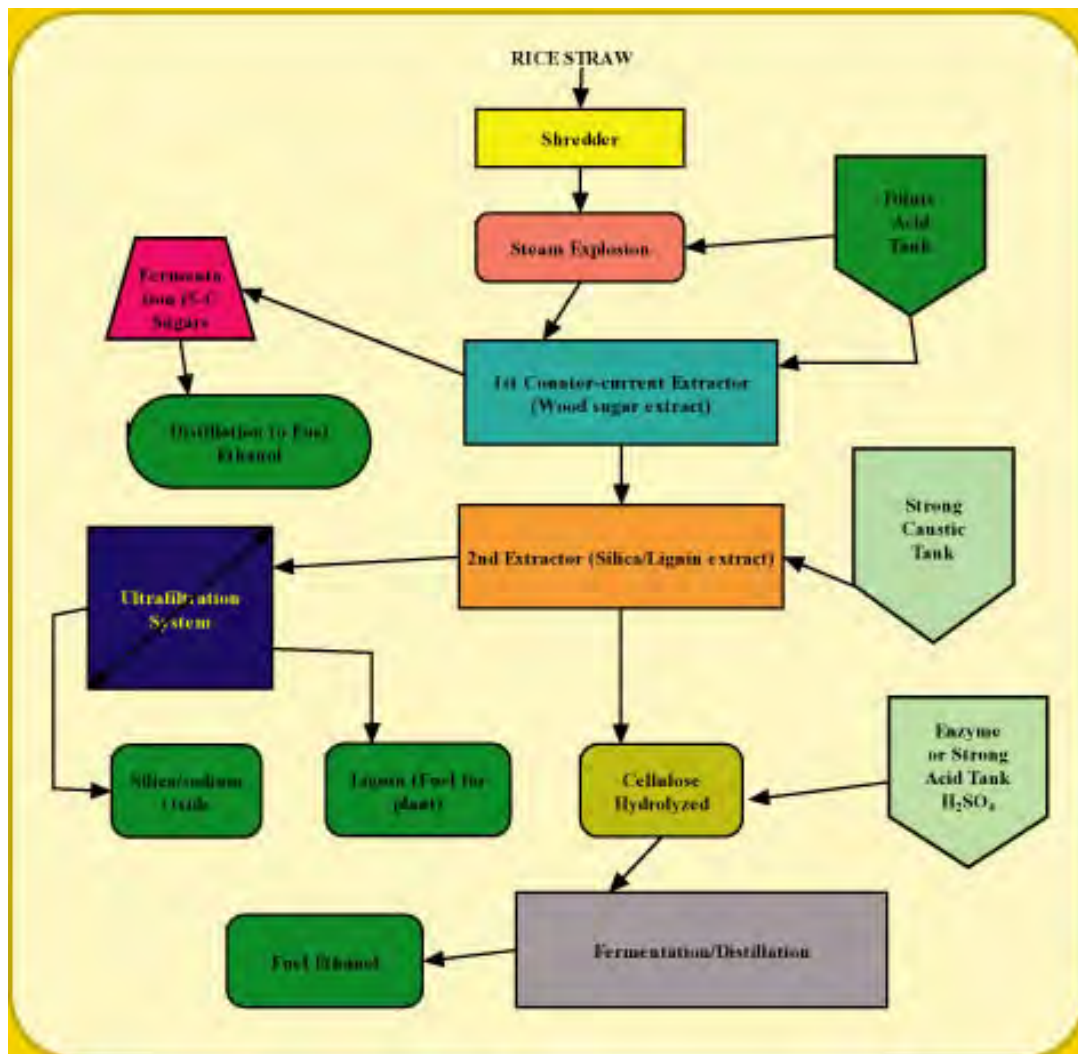 RICE STRAW
Shredder
Acid
Tank
Steam Explosion
Fermenta
tion (5-C
Sugars
1st Counter-current Extractor
(Wood sugar extract)
Distillation to Fuel
Ethanol
Strong
Caustic
Tank
2nd Extractor (Silica/Lignin extract)
Ultrafiltration
System
Enzyme
or Strong
Acid Tank
H₂SO₄
Silica/sodium
Lignin (Fuel for
plant)
Cellulose
Hydrolyzed
Fermentation/Distillation
Fuel Ethanol